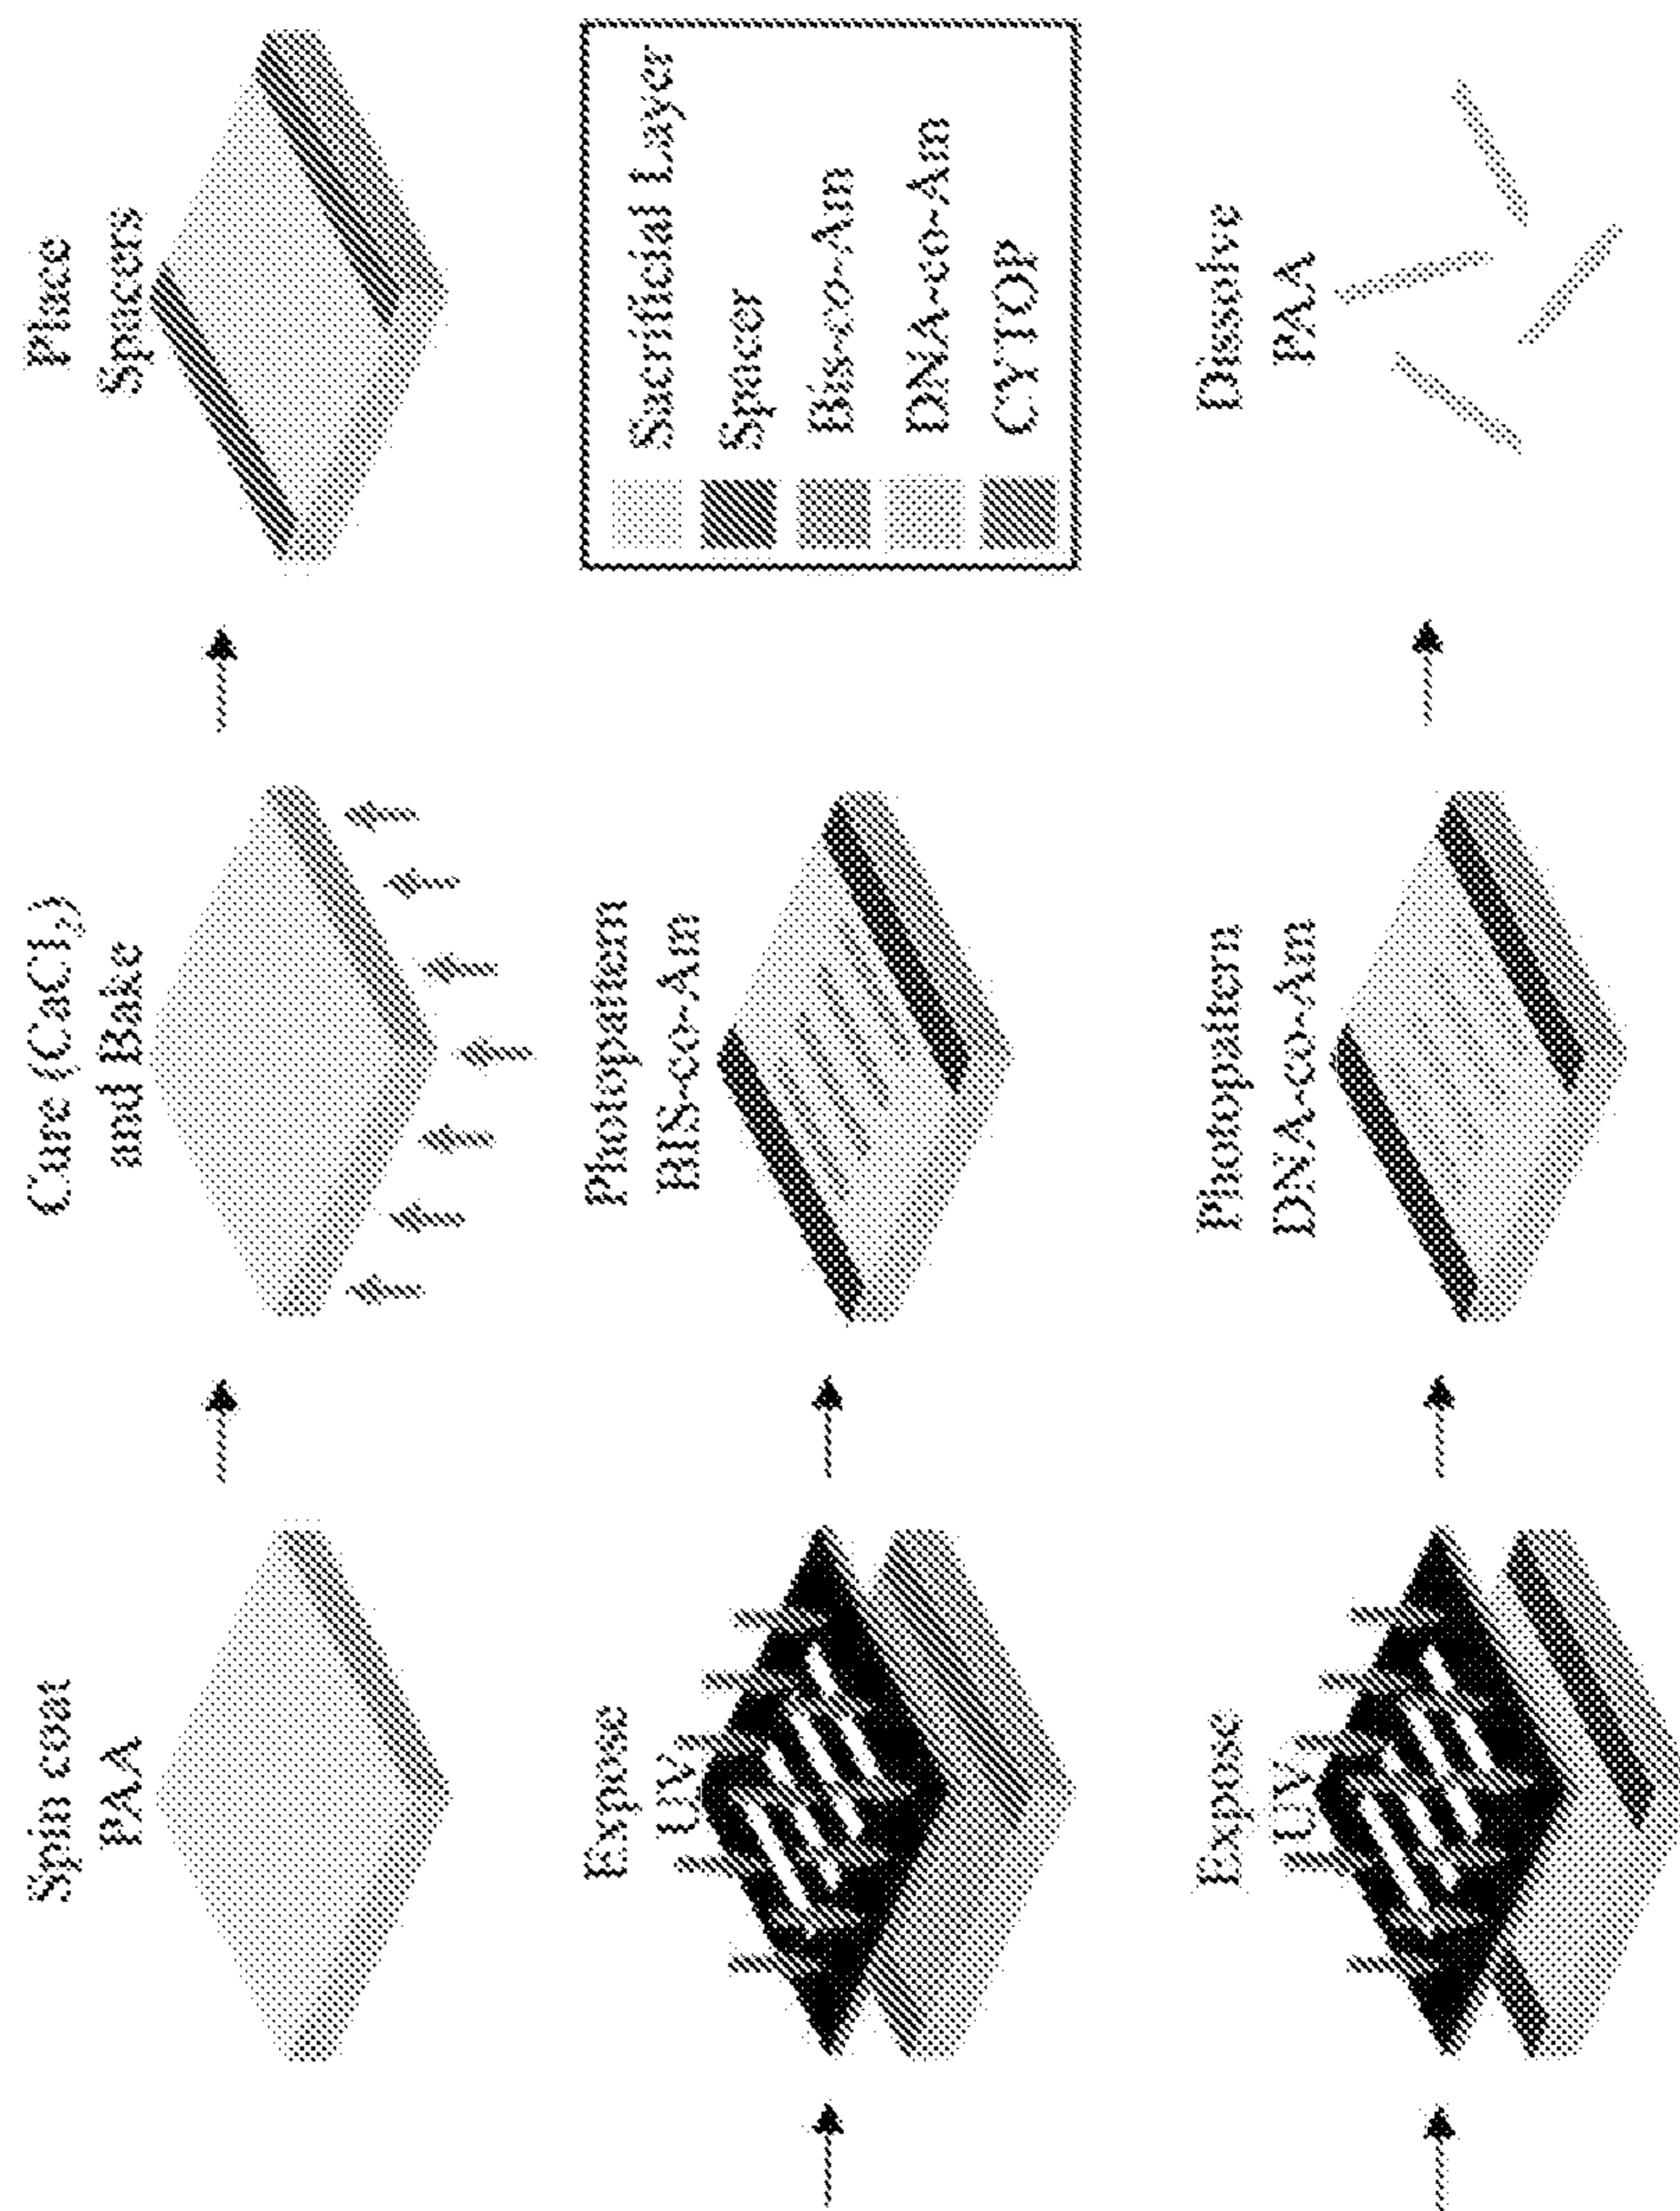 Spin coat
PAA
Cure (CaCl₂)
and Bake
Place
Spacers
Expose
UV
Photopattern
BIS-co-Am
Sacrificial Layer
Spacer
Bis-co-Am
DNA-co-Am
CYTOP
Expose
UV
Photopattern
DNA-co-Am
Dissolve
PAA